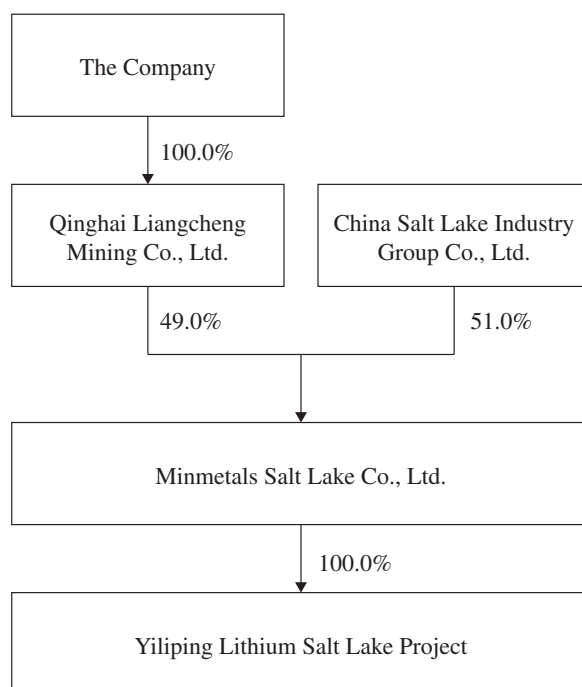 The Company
100.0%
Qinghai Liangcheng
Mining Co., Ltd.
China Salt Lake Industry
Group Co., Ltd.
49.0%
51.0%
Minmetals Salt Lake Co., Ltd.
100.0%
Yiliping Lithium Salt Lake Project